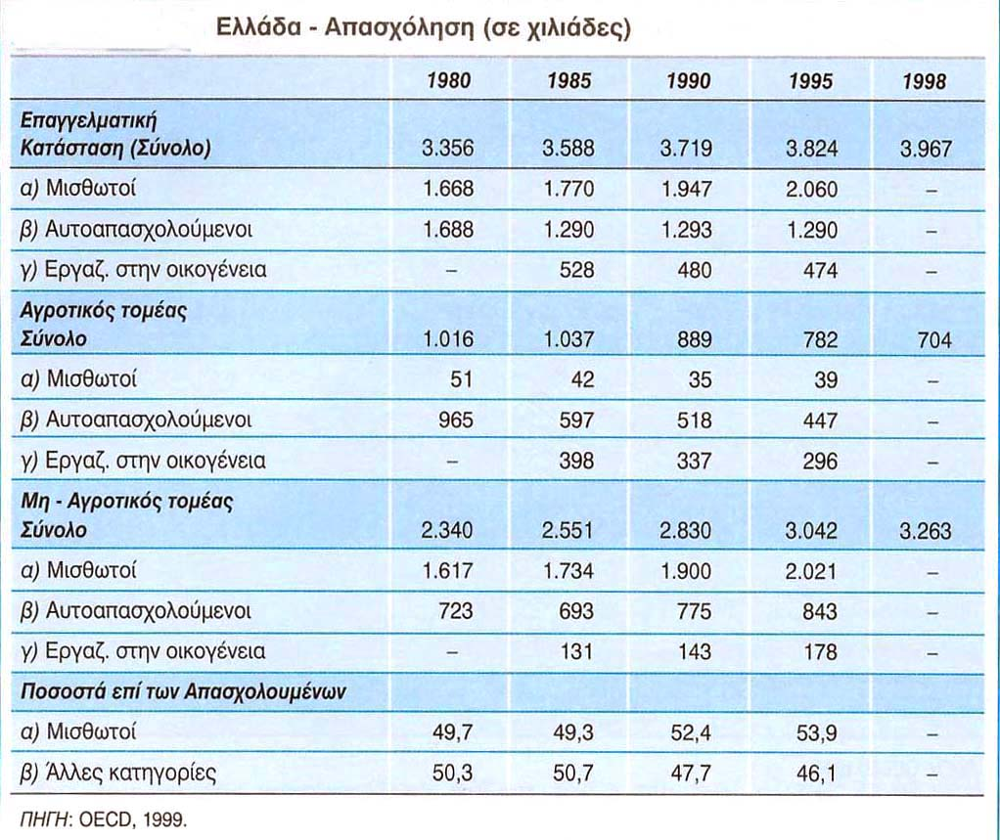 Ελλάδα - Απασχόληση (σε χιλιάδες)
1980 1985 1990 1995 1998
Επαγγελματική
Κατάσταση (Σύνολο) 3.356 3.588 3.719 3.824 3.967
α) Μισθωτοί 1.668 1.770 1.947 2.060 –
β) Αυτοαπασχολούμενοι 1.688 1.290 1.293 1.290 –
γ) Εργαζ. στην οικογένεια – 528 480 474 –
Αγροτικός τομέας
Σύνολο 1.016 1.037 889 782 704
α) Μισθωτοί 51 42 35 39 –
β) Αυτοαπασχολούμενοι 965 597 518 447 –
γ) Εργαζ. στην οικογένεια – 398 337 296 –
Μη - Αγροτικός τομέας
Σύνολο 2.340 2.551 2.830 3.042 3.263
α) Μισθωτοί 1.617 1.734 1.900 2.021 –
β) Αυτοαπασχολούμενοι 723 693 775 843 –
γ) Εργαζ. στην οικογένεια – 131 143 178 –
Ποσοστά επί των Απασχολουμένων
α) Μισθωτοί 49,7 49,3 52,4 53,9 –
β) Άλλες κατηγορίες 50,3 50,7 47,7 46,1 –
ΠΗΓΗ: OECD, 1999.